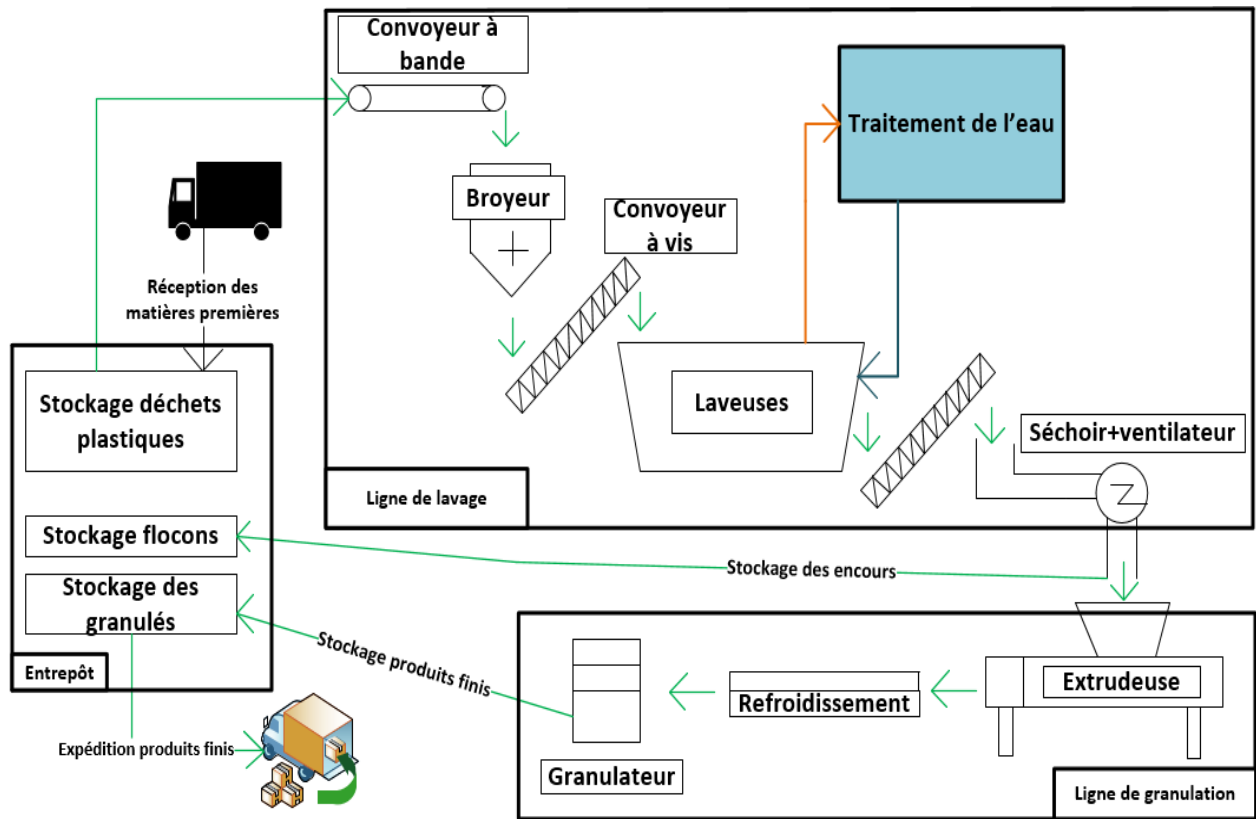 Convoyeur à
bande
Traitement de l’eau
Broyeur
Convoyeur
à vis
Réception des
matières premières
Stockage déchets
plastiques
Laveuses
Séchoir+ventilateur
Ligne de lavage
Stockage flocons
Stockage des encours
Stockage des
granulés
Stockage produits finis
Entrepôt
Extrudeuse
Refroidissement
Expédition produits finis
Granulateur
Ligne de granulation